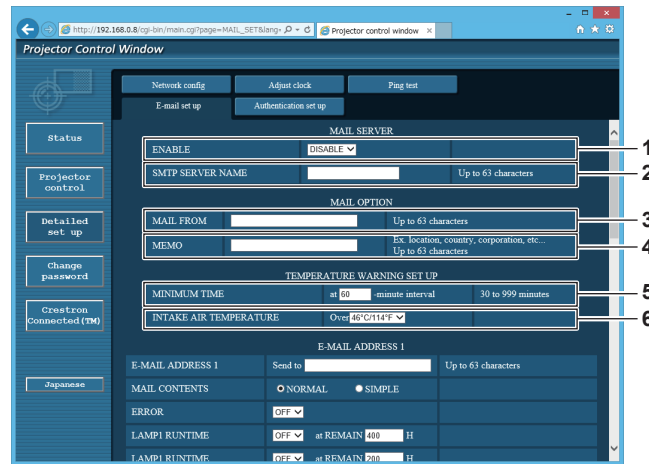 http://192.168.0.8/cgi-bin/main.cgi?page=MAIL_SET&lang= Projector control window ×
Projector Control Window
Network config Adjust clock Ping test
E-mail set up Authentication set up
Status
Projector control
Detailed set up
Change password
Crestron Connected(TM)
Japanese
MAIL SERVER
ENABLE DISABLE 1
SMTP SERVER NAME Up to 63 characters 2
MAIL OPTION
MAIL FROM Up to 63 characters 3
MEMO Ex. location, country, corporation, etc... 4
Up to 63 characters
TEMPERATURE WARNING SET UP
MINIMUM TIME at 60 -minute interval 30 to 999 minutes 5
INTAKE AIR TEMPERATURE Over 46°C/114°F 6
E-MAIL ADDRESS 1
E-MAIL ADDRESS 1 Send to Up to 63 characters
MAIL CONTENTS NORMAL SIMPLE
ERROR OFF
LAMP1 RUNTIME OFF at REMAIN 400 H
LAMP1 RUNTIME OFF at REMAIN 200 H